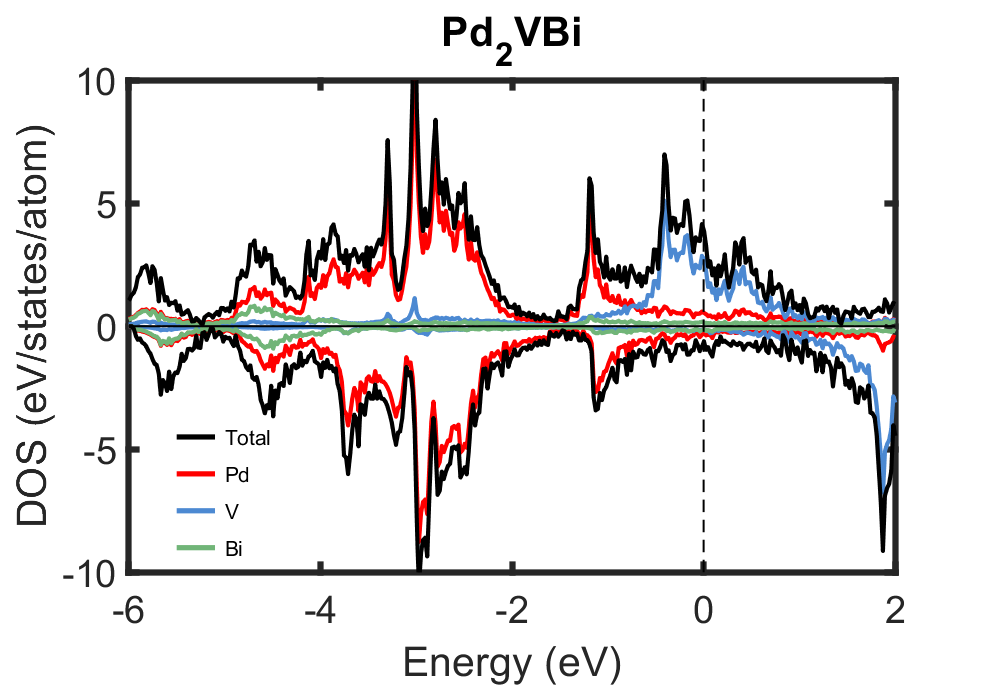 Pd2VBi
DOS (eV/states/atom)
10
5
0
-5
-10
Total
Pd
V
Bi
-6
-4
-2
0
2
Energy (eV)